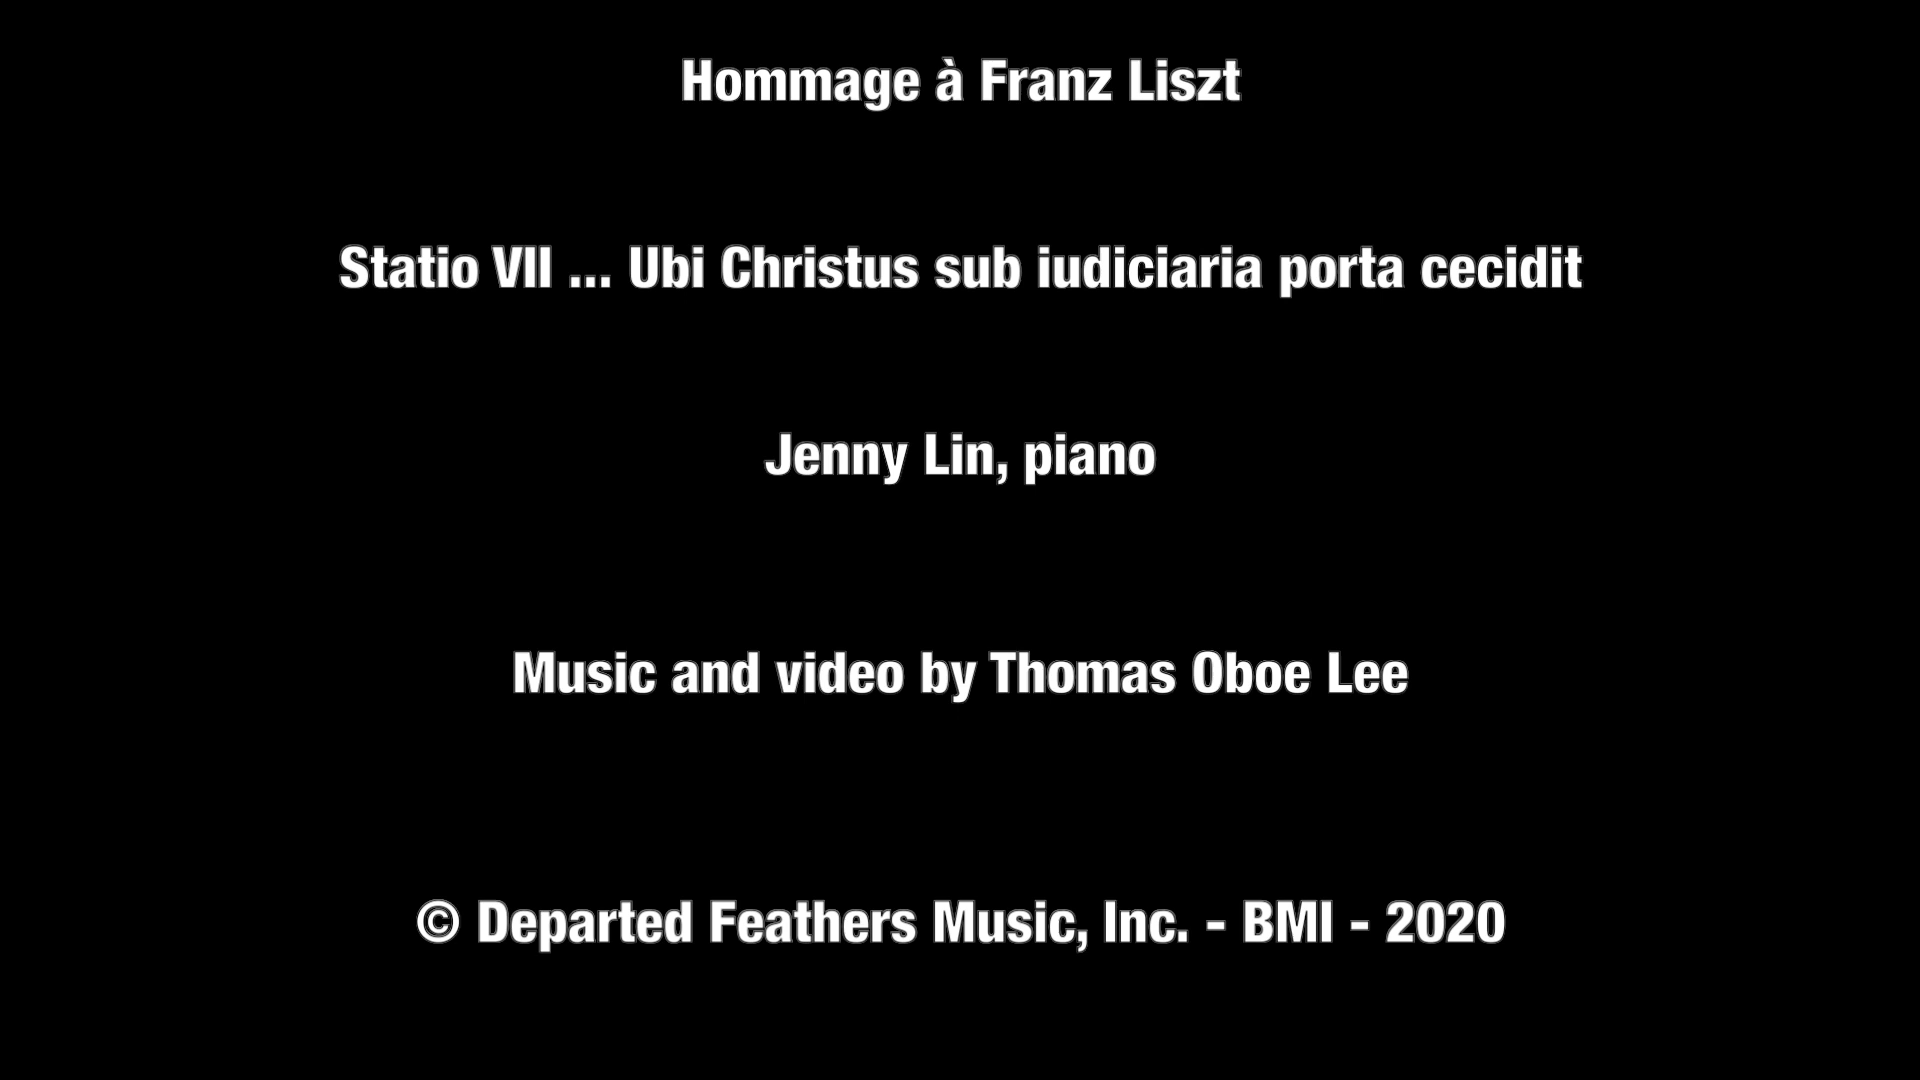 Hommage à Franz Liszt
Statio VII ... Ubi Christus sub iudiciaria porta cecidit
Jenny Lin, piano
Music and video by Thomas Oboe Lee
© Departed Feathers Music, Inc. - BMI - 2020